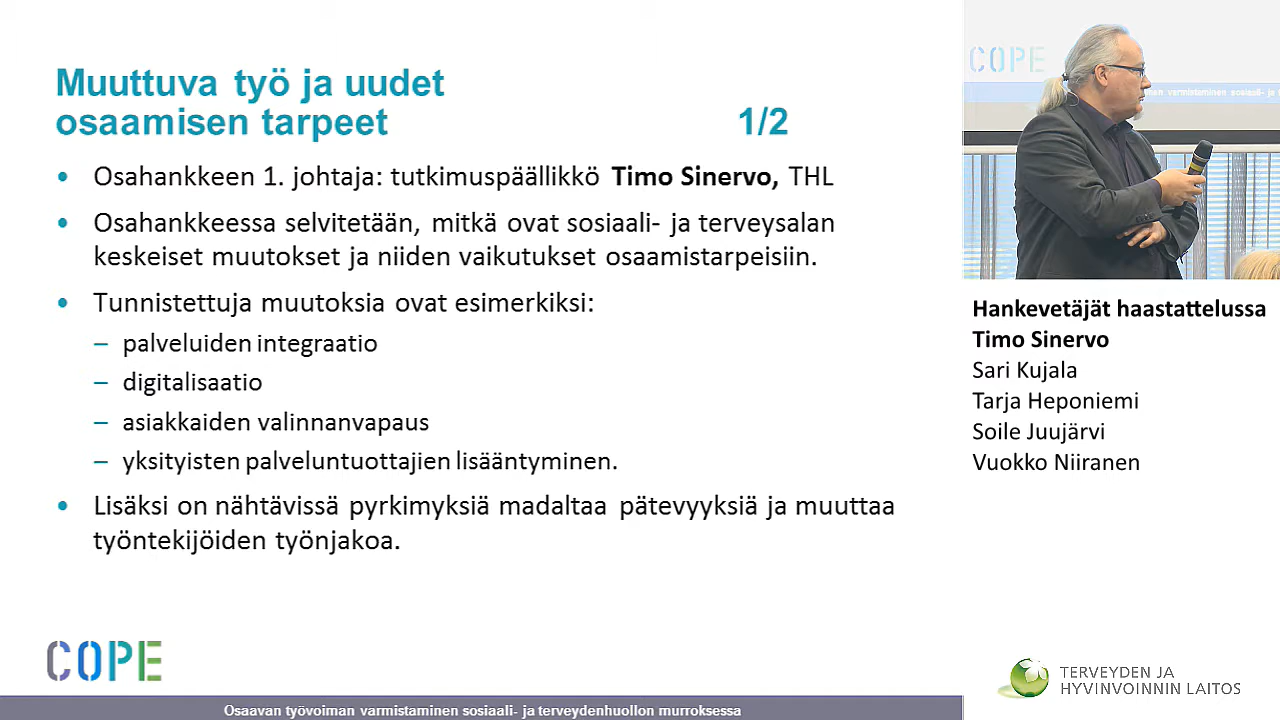 Muuttuva työ ja uudet
osaamisen tarpeet 1/2
• Osahankkeen 1. johtaja: tutkimuspäällikkö Timo Sinervo, THL
• Osahankkeessa selvitetään, mitkä ovat sosiaali- ja terveysalan
keskeiset muutokset ja niiden vaikutukset osaamistarpeisiin.
• Tunnistettuja muutoksia ovat esimerkiksi:
– palveluiden integraatio
– digitalisaatio
– asiakkaiden valinnanvapaus
– yksityisten palveluntuottajien lisääntyminen.
• Lisäksi on nähtävissä pyrkimyksiä madaltaa pätevyyksiä ja muuttaa
työntekijöiden työnjakoa.
COPE
Osaavan työvoiman varmistaminen sosiaali- ja terveydenhuollon murroksessa
COPE
varmistaminen sosiaali- ja
Hankevetäjät haastattelussa
Timo Sinervo
Sari Kujala
Tarja Heponiemi
Soile Juujärvi
Vuokko Niiranen
TERVEYDEN JA
HYVINVOINNIN LAITOS